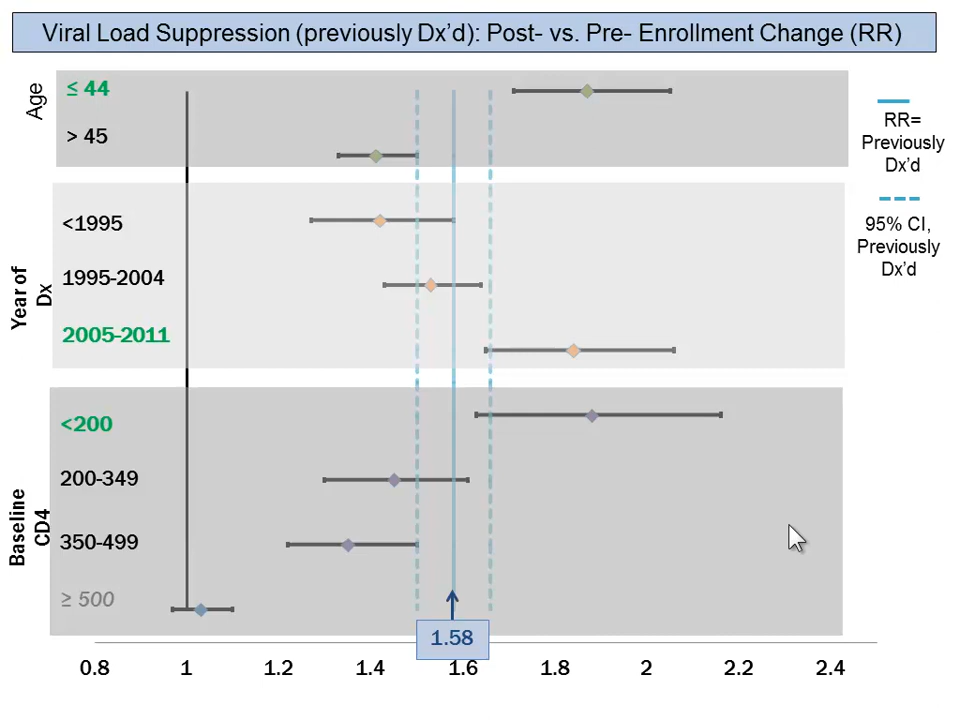 Viral Load Suppression (previously Dx'd): Post- vs. Pre- Enrollment Change (RR)
Age
≤ 44
> 45
Year of
Dx
<1995
1995-2004
2005-2011
Baseline
CD4
<200
200-349
350-499
≥ 500
RR=
Previously
Dx'd
95% CI,
Previously
Dx'd
1.58
0.8 1 1.2 1.4 1.6 1.8 2 2.2 2.4